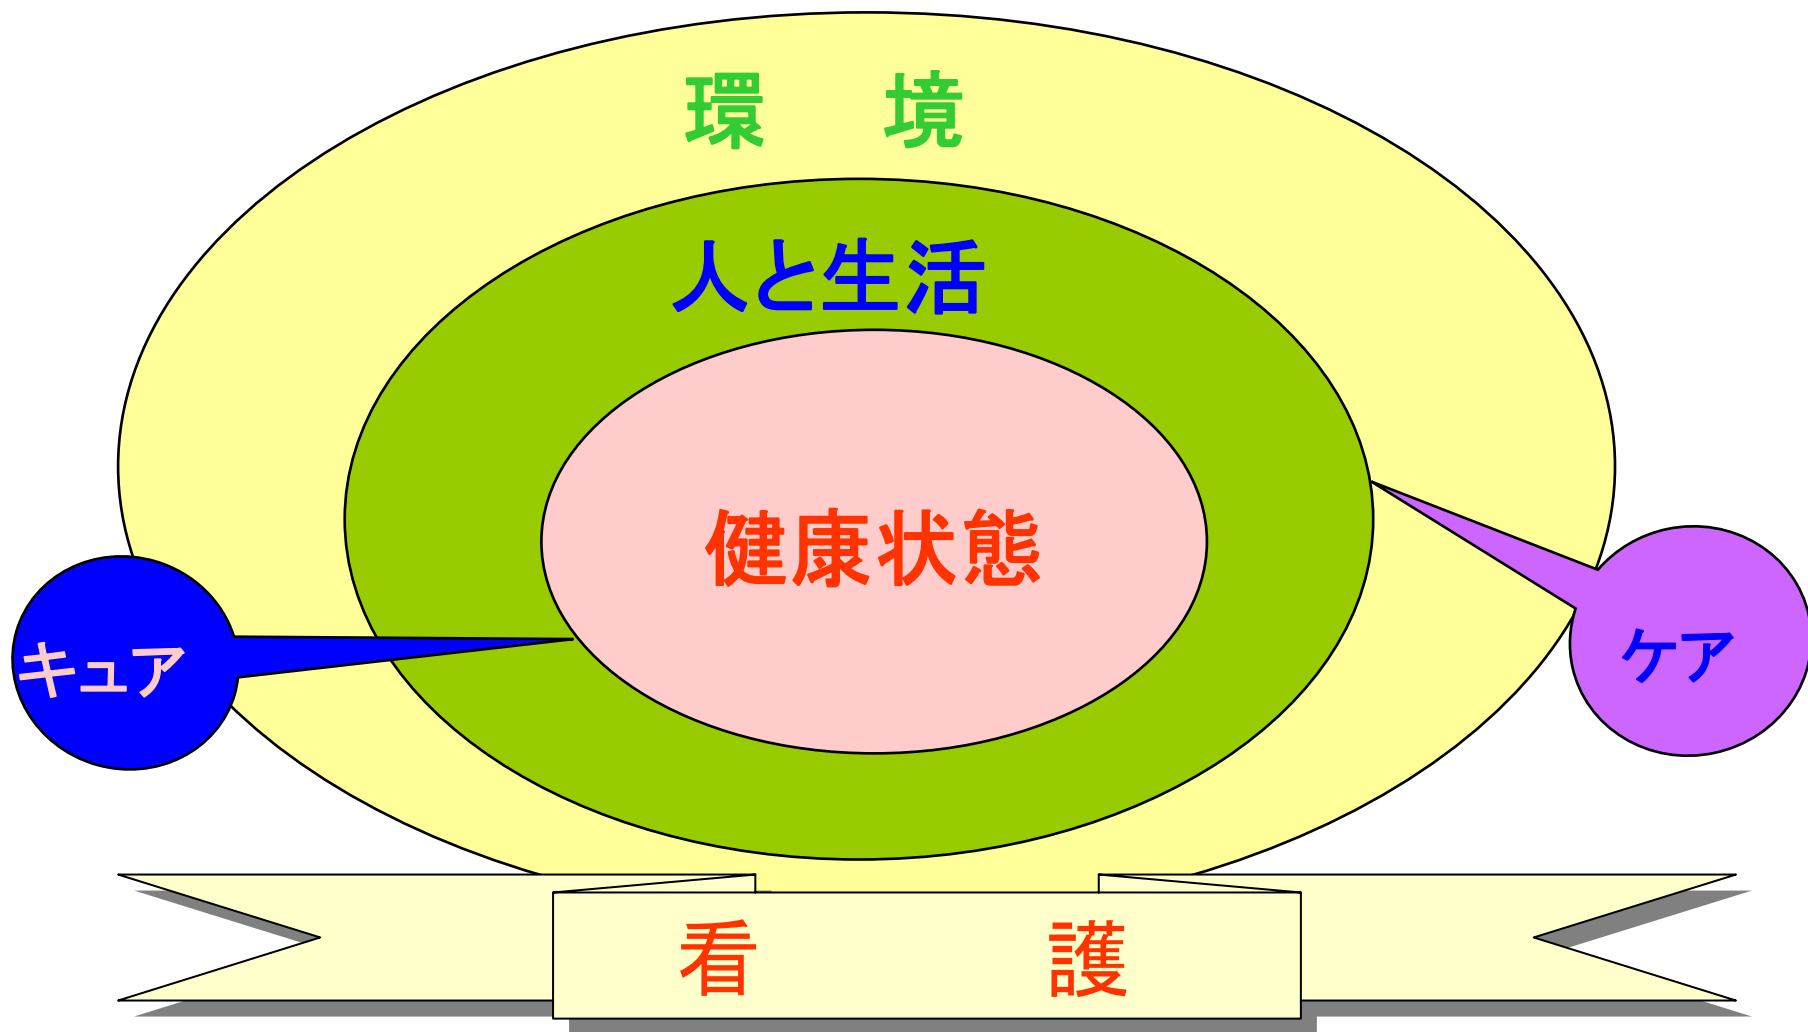 環　境
人と生活
健康状態
キュア
ケア
看　護